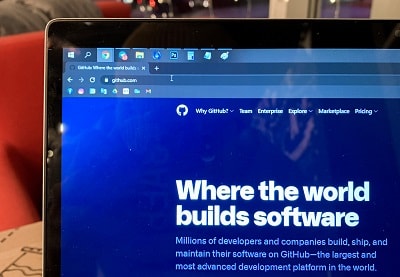 GitHub: Where the world builds
github.com
Why GitHub? Team Enterprise Explore Marketplace Pricing
Where the world
builds software
Millions of developers and companies build, ship, and
maintain their software on GitHub—the largest and
most advanced development platform in the world.